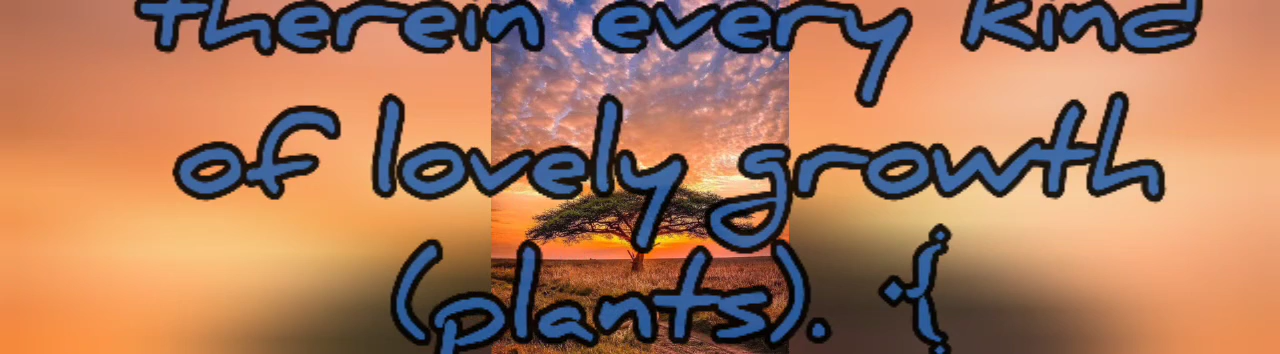 therein every kind
of lovely growth
(plants). {